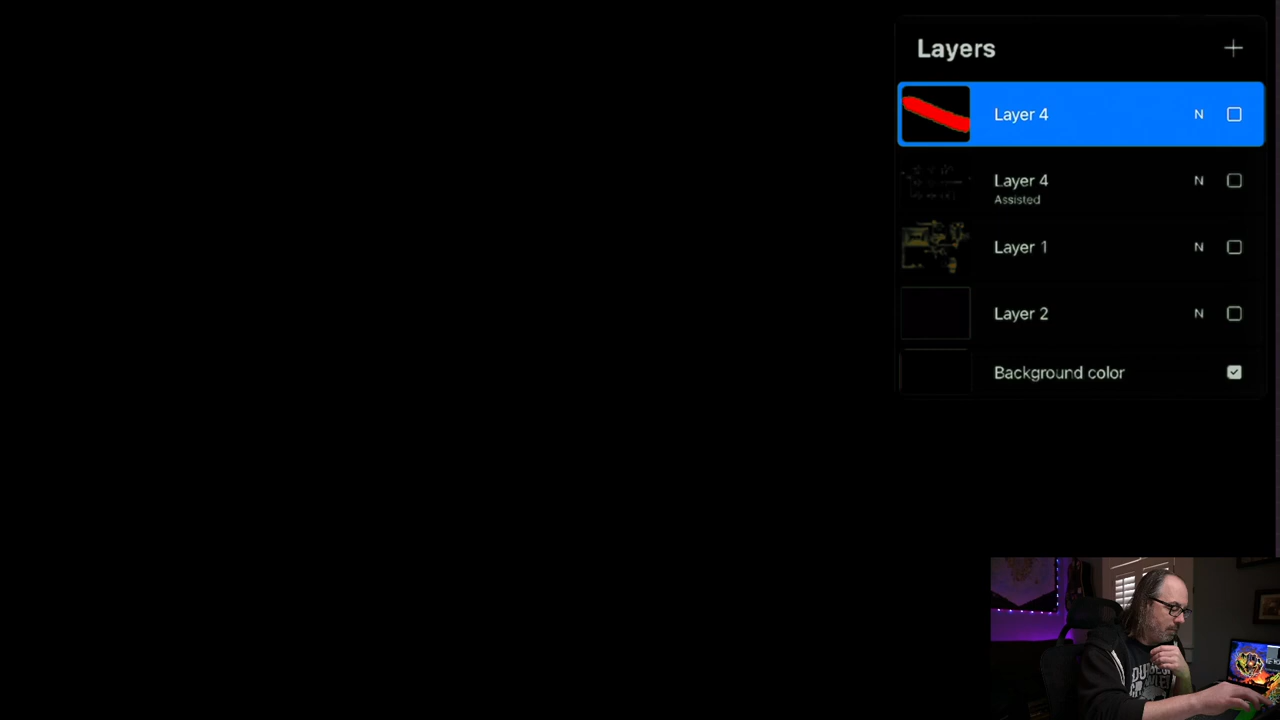 Layers
Layer 4 N
Layer 4 N
Assisted
Layer 1 N
Layer 2 N
Background color